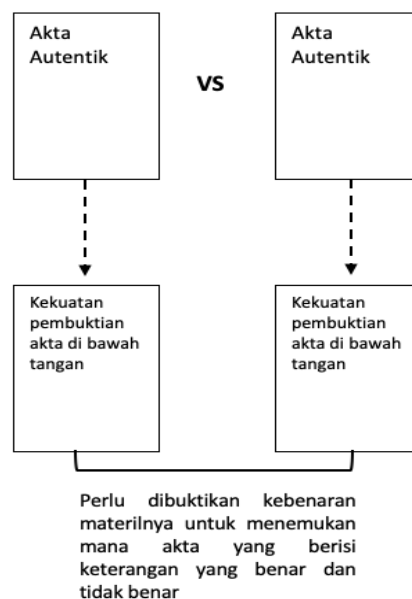 Akta
Autentik
VS
Akta
Autentik
Kekuatan
pembuktian
akta di bawah
tangan
Kekuatan
pembuktian
akta di bawah
tangan
Perlu dibuktikan kebenaran
materilnya untuk menemukan
mana akta yang berisi
keterangan yang benar dan
tidak benar